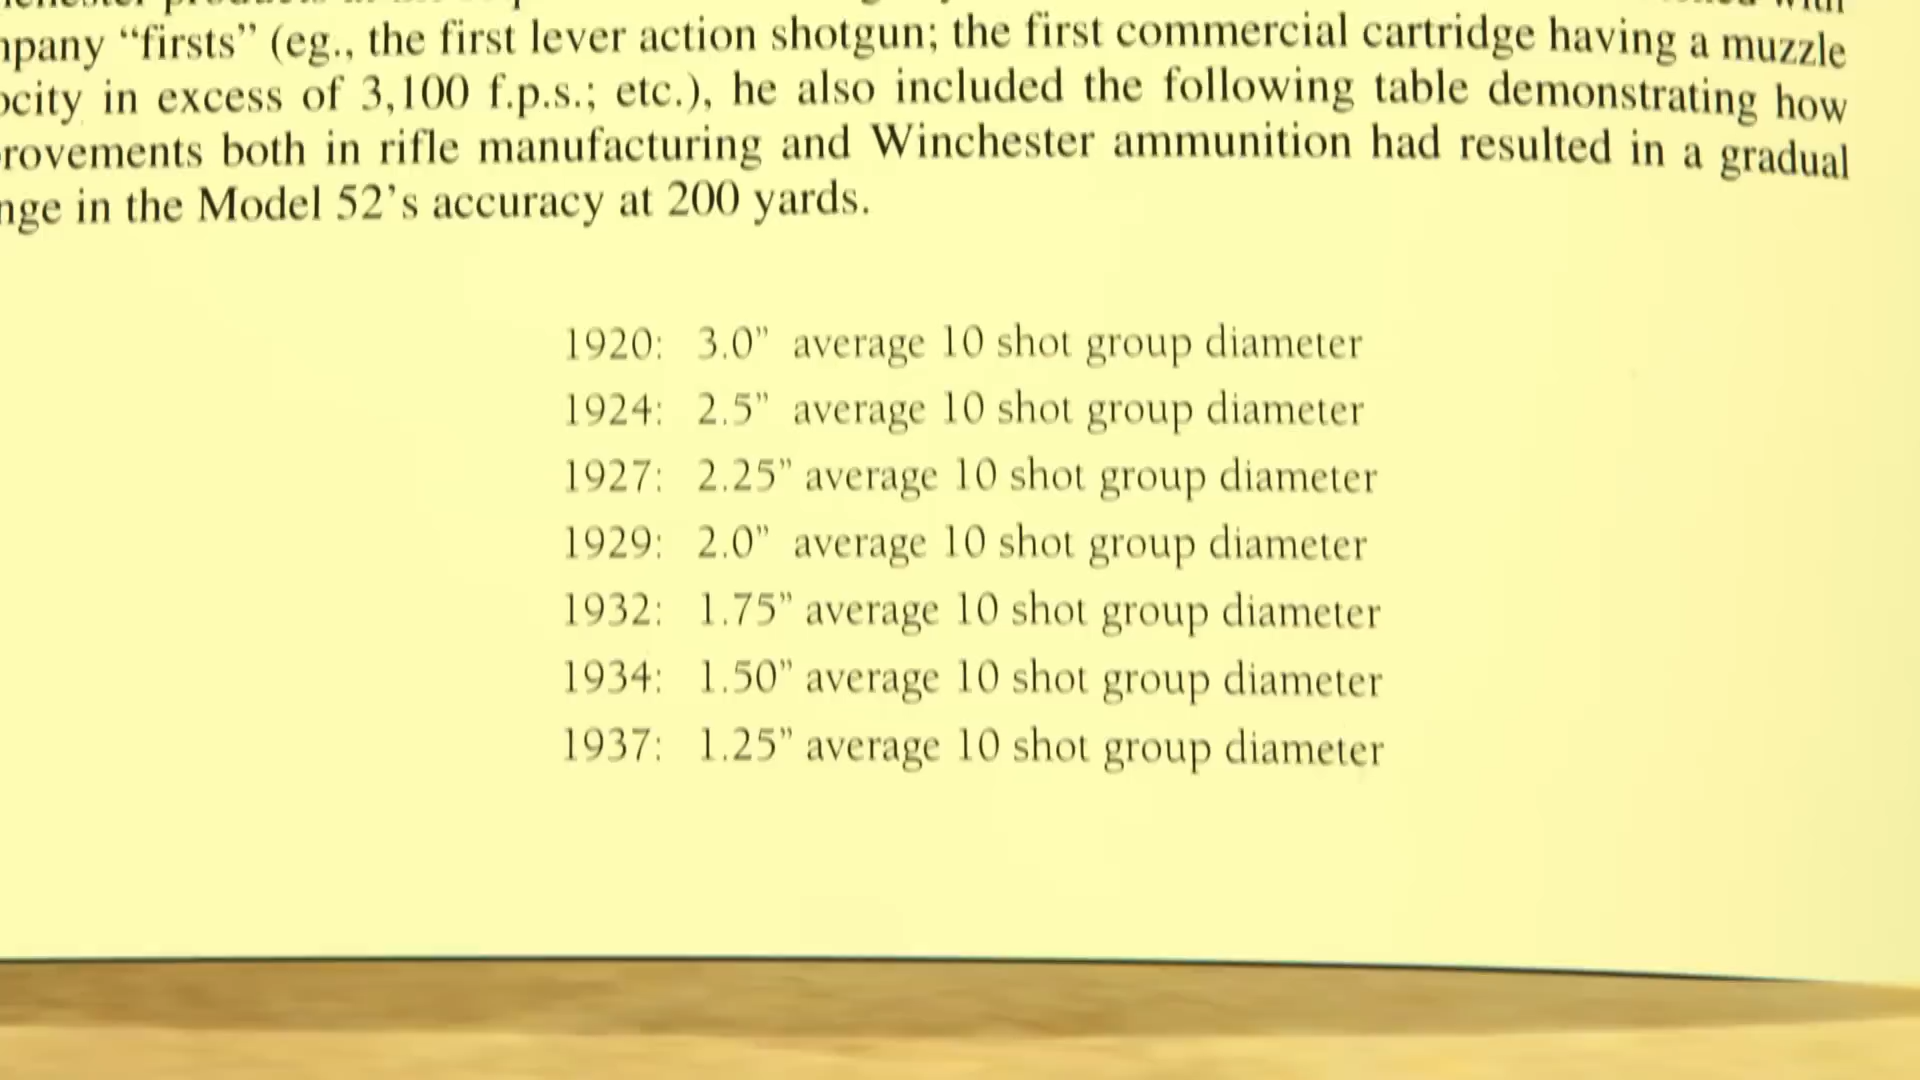 mpany “firsts” (eg., the first lever action shotgun; the first commercial cartridge having a muzzle
ocity in excess of 3,100 f.p.s.; etc.), he also included the following table demonstrating how
rovements both in rifle manufacturing and Winchester ammunition had resulted in a gradual
nge in the Model 52’s accuracy at 200 yards.
1920: 3.0” average 10 shot group diameter
1924: 2.5” average 10 shot group diameter
1927: 2.25” average 10 shot group diameter
1929: 2.0” average 10 shot group diameter
1932: 1.75” average 10 shot group diameter
1934: 1.50” average 10 shot group diameter
1937: 1.25” average 10 shot group diameter